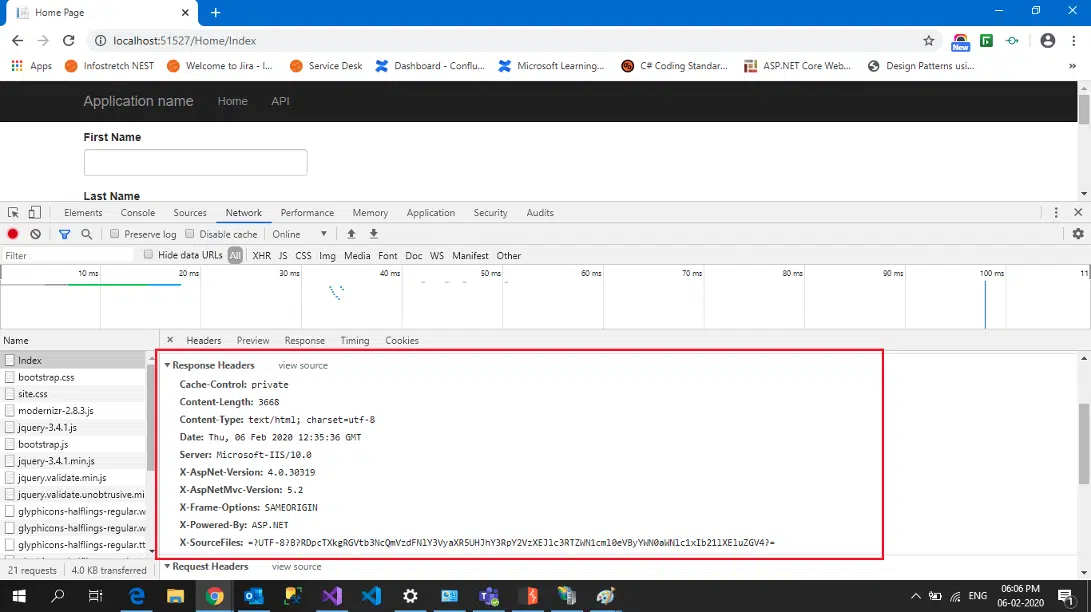 Home Page
localhost:51527/Home/Index
New
Apps
Infostretch NEST
Welcome to Jira - I...
Service Desk
Dashboard - Conflu...
Microsoft Learning...
C# Coding Standar...
ASP.NET Core Web...
Design Patterns usi...
Application name
Home
API
First Name
Last Name
Elements
Console
Sources
Network
Performance
Memory
Application
Security
Audits
Preserve log
Disable cache
Online
Filter
Hide data URLs
All
XHR
JS
CSS
Img
Media
Font
Doc
WS
Manifest
Other
10 ms
20 ms
30 ms
40 ms
50 ms
60 ms
70 ms
80 ms
90 ms
100 ms
11
Name
Headers
Preview
Response
Timing
Cookies
Index
bootstrap.css
site.css
modernizr-2.8.3.js
jquery-3.4.1.js
bootstrap.js
jquery-3.4.1.min.js
jquery.validate.min.js
jquery.validate.unobtrusive.mi
glyphicons-halflings-regular.w
glyphicons-halflings-regular.w
glyphicons-halflings-regular.tt
21 requests
4.0 KB transferred
Response Headers
view source
Cache-Control: private
Content-Length: 3668
Content-Type: text/html; charset=utf-8
Date: Thu, 06 Feb 2020 12:35:36 GMT
Server: Microsoft-IIS/10.0
X-AspNet-Version: 4.0.30319
X-AspNetMvc-Version: 5.2
X-Frame-Options: SAMEORIGIN
X-Powered-By: ASP.NET
X-SourceFiles:
Request Headers
view source
ENG
06:06 PM
06-02-2020
1